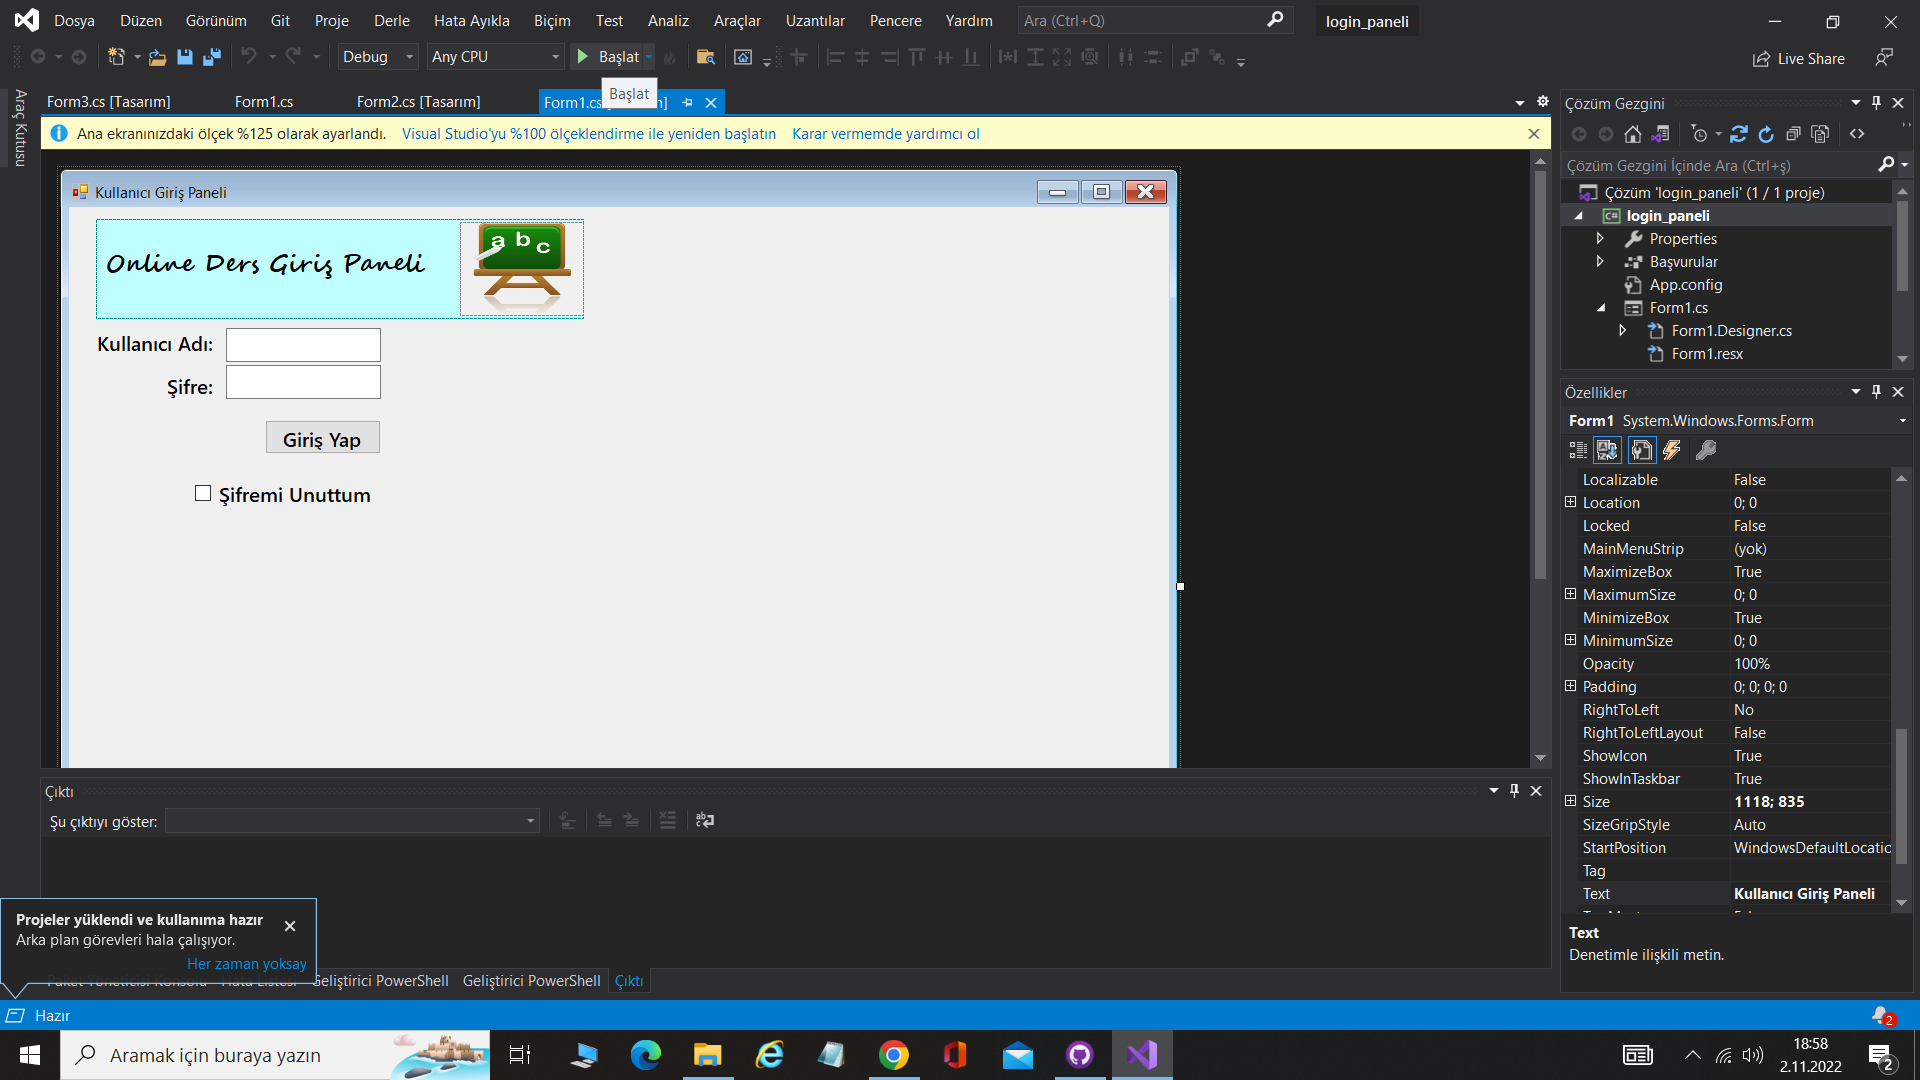 Dosya Düzen Görünüm Git Proje Derle Hata Ayıkla Biçim Test Analiz Araçlar Uzantılar Pencere Yardım Ara (Ctrl+Q) login_paneli
Debug Any CPU Başlat Live Share
Başlat
Araç Kutusu
Form3.cs [Tasarım] Form1.cs Form2.cs [Tasarım] Form1.cs
Ana ekranınızdaki ölçek %125 olarak ayarlandı. Visual Studio'yu %100 ölçeklendirme ile yeniden başlatın Karar vermemde yardımcı ol
Kullanıcı Giriş Paneli
Online Ders Giriş Paneli
a b c
Kullanıcı Adı:
Şifre:
Giriş Yap
Şifremi Unuttum
Çözüm Gezgini
Çözüm Gezgini İçinde Ara (Ctrl+ş)
Çözüm 'login_paneli' (1 / 1 proje)
C# login_paneli
Properties
Başvurular
App.config
Form1.cs
Form1.Designer.cs
Form1.resx
Özellikler
Form1 System.Windows.Forms.Form
Localizable False
Location 0; 0
Locked False
MainMenuStrip (yok)
MaximizeBox True
MaximumSize 0; 0
MinimizeBox True
MinimumSize 0; 0
Opacity 100%
Padding 0; 0; 0; 0
RightToLeft No
RightToLeftLayout False
ShowIcon True
ShowInTaskbar True
Size 1118; 835
SizeGripStyle Auto
StartPosition WindowsDefaultLocatio
Tag
Text Kullanıcı Giriş Paneli
Text
Denetimle ilişkili metin.
Çıktı
Şu çıktıyı göster:
Projeler yüklendi ve kullanıma hazır
Arka plan görevleri hala çalışıyor.
Her zaman yoksay
Paket Yöneticisi Konsolu Hata Listesi Geliştirici PowerShell Geliştirici PowerShell Çıktı
Hazır 2
Aramak için buraya yazın
18:58
2.11.2022
2